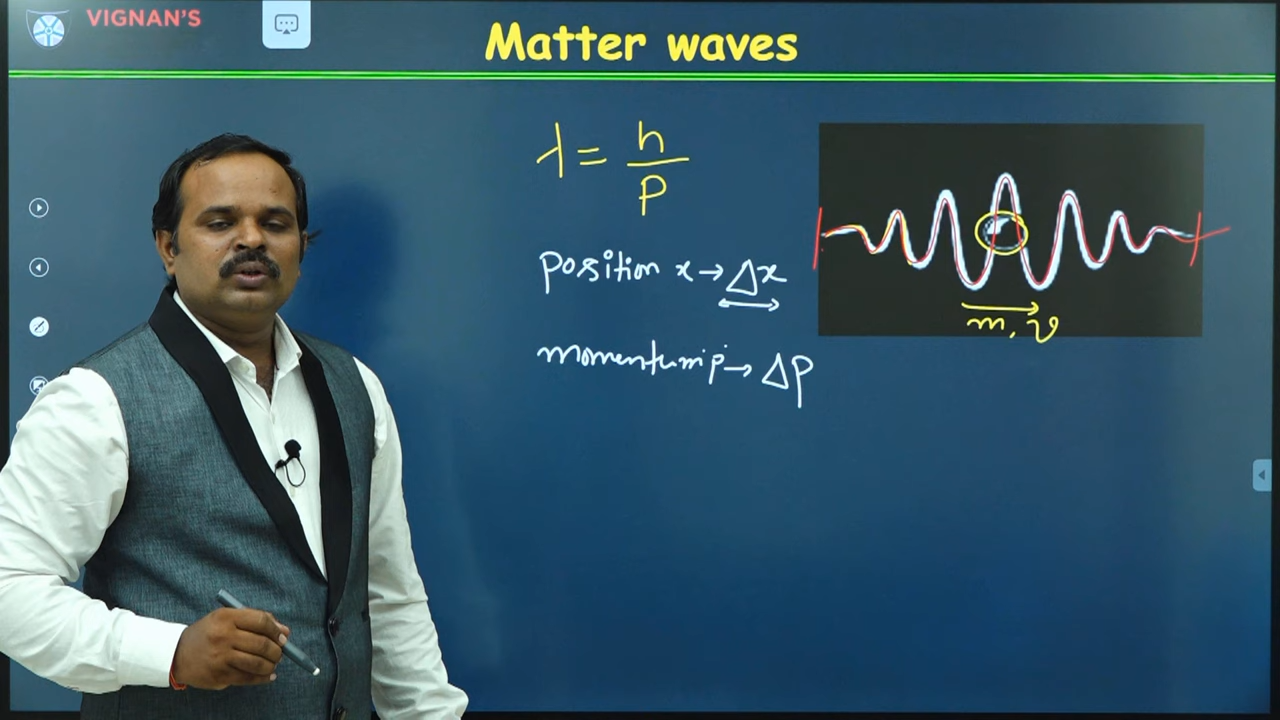 VIGNAN'S
Matter waves
λ = h/p
position x → Δx
momentum p → Δp
m, v